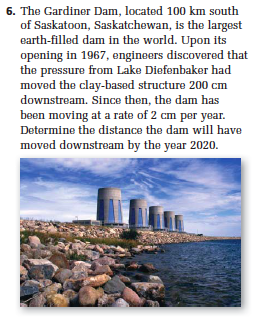 6. The Gardiner Dam, located 100 km south
of Saskatoon, Saskatchewan, is the largest
earth-filled dam in the world. Upon its
opening in 1967, engineers discovered that
the pressure from Lake Diefenbaker had
moved the clay-based structure 200 cm
downstream. Since then, the dam has
been moving at a rate of 2 cm per year.
Determine the distance the dam will have
moved downstream by the year 2020.